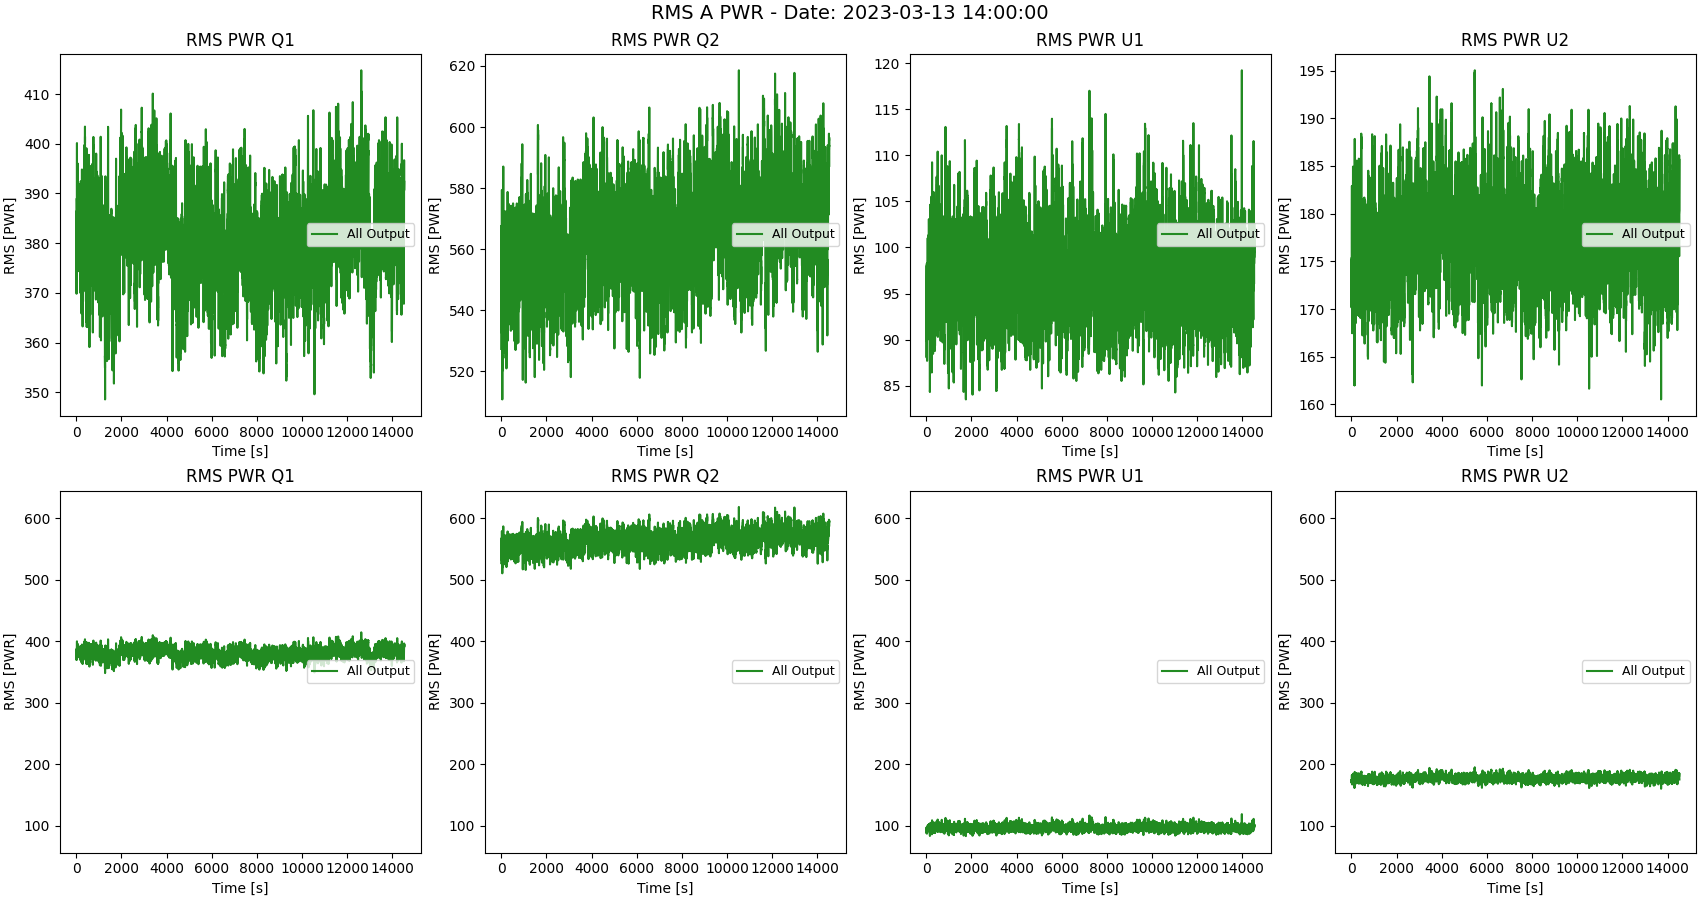 RMS A PWR - Date: 2023-03-13 14:00:00
RMS PWR Q1
RMS [PWR]
410
400
390
380
370
360
350
0 2000 4000 6000 8000 10000 12000 14000
Time [s]
All Output
RMS PWR Q2
RMS [PWR]
620
600
580
560
540
520
0 2000 4000 6000 8000 10000 12000 14000
Time [s]
All Output
RMS PWR U1
RMS [PWR]
120
115
110
105
100
95
90
85
0 2000 4000 6000 8000 10000 12000 14000
Time [s]
All Output
RMS PWR U2
RMS [PWR]
195
190
185
180
175
170
165
160
0 2000 4000 6000 8000 10000 12000 14000
Time [s]
All Output
RMS PWR Q1
RMS [PWR]
600
500
400
300
200
100
0 2000 4000 6000 8000 10000 12000 14000
Time [s]
All Output
RMS PWR Q2
RMS [PWR]
600
500
400
300
200
100
0 2000 4000 6000 8000 10000 12000 14000
Time [s]
All Output
RMS PWR U1
RMS [PWR]
600
500
400
300
200
100
0 2000 4000 6000 8000 10000 12000 14000
Time [s]
All Output
RMS PWR U2
RMS [PWR]
600
500
400
300
200
100
0 2000 4000 6000 8000 10000 12000 14000
Time [s]
All Output